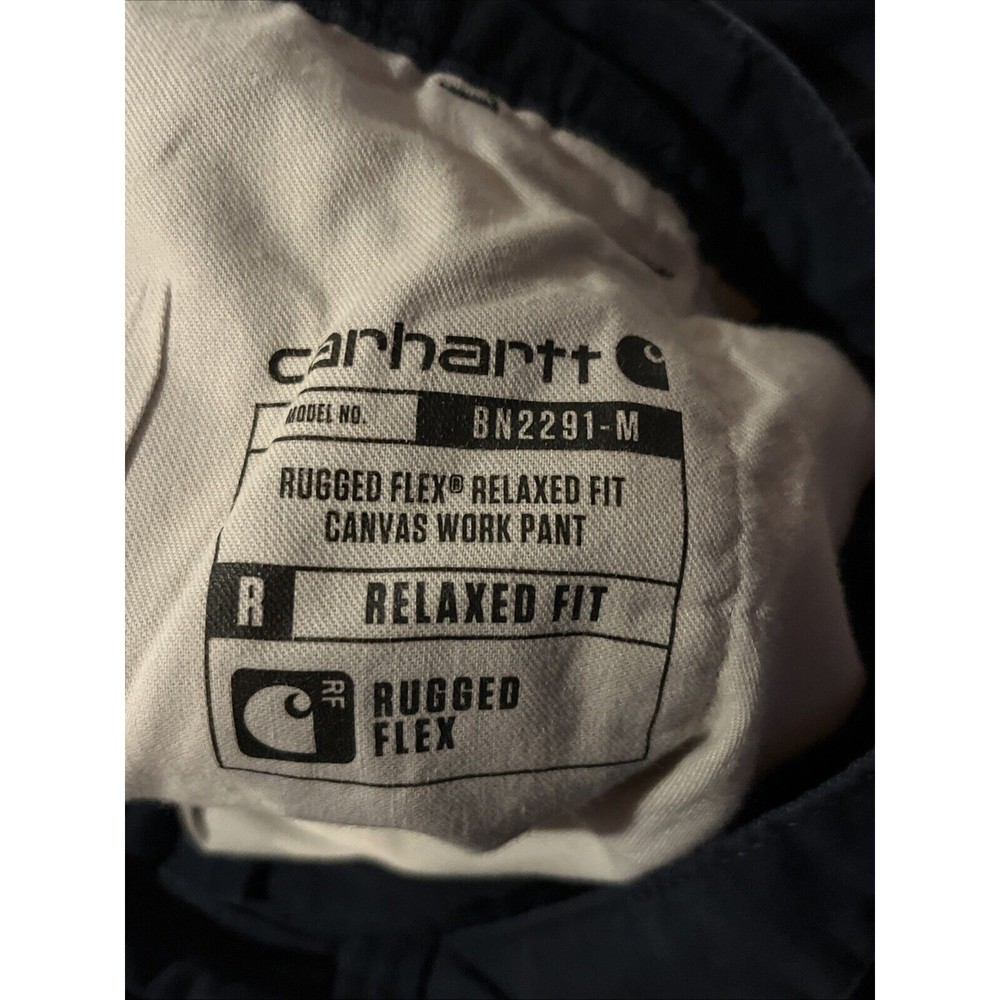 carhartt
MODEL NO. BN2291-M
RUGGED FLEX® RELAXED FIT
CANVAS WORK PANT
R RELAXED FIT
RF RUGGED
FLEX